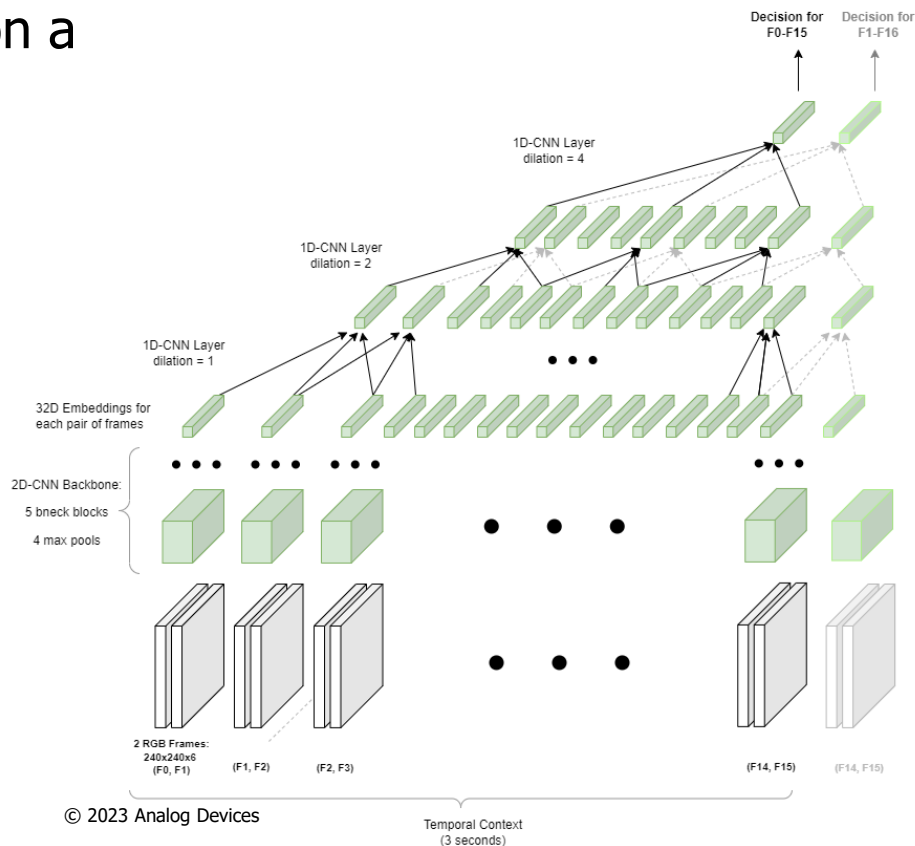 on a
Decision for
F0-F15
Decision for
F1-F16
1D-CNN Layer
dilation = 4
1D-CNN Layer
dilation = 2
1D-CNN Layer
dilation = 1
32D Embeddings for
each pair of frames
2D-CNN Backbone:
5 bneck blocks
4 max pools
2 RGB Frames:
240x240x6
(F0, F1)
(F1, F2)
(F2, F3)
(F14, F15)
(F14, F15)
© 2023 Analog Devices
Temporal Context
(3 seconds)